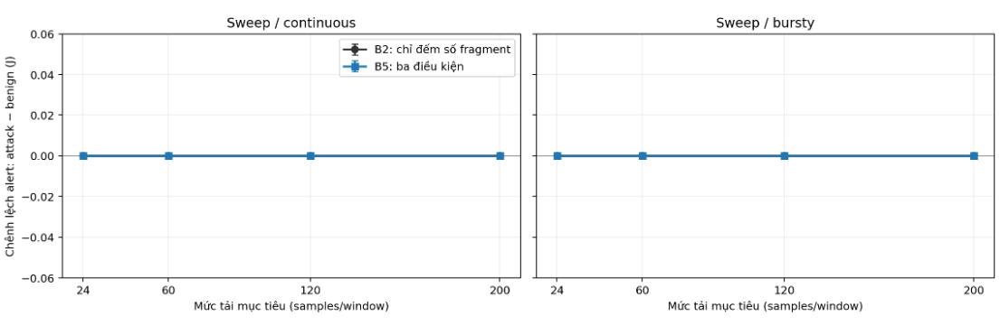 Sweep / continuous
Sweep / bursty
Chênh lệch alert: attack − benign (J)
0.06
0.04
0.02
0.00
−0.02
−0.04
−0.06
B2: chỉ đếm số fragment
B5: ba điều kiện
24
60
120
200
24
60
120
200
Mức tải mục tiêu (samples/window)
Mức tải mục tiêu (samples/window)